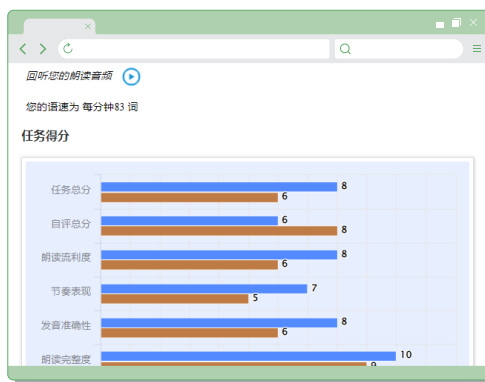 回听您的朗读音频
您的语速为 每分钟83 词
任务得分
任务总分
8
6
自评总分
6
8
朗读流利度
8
6
节奏表现
7
5
发音准确性
8
6
朗读完整度
10
9